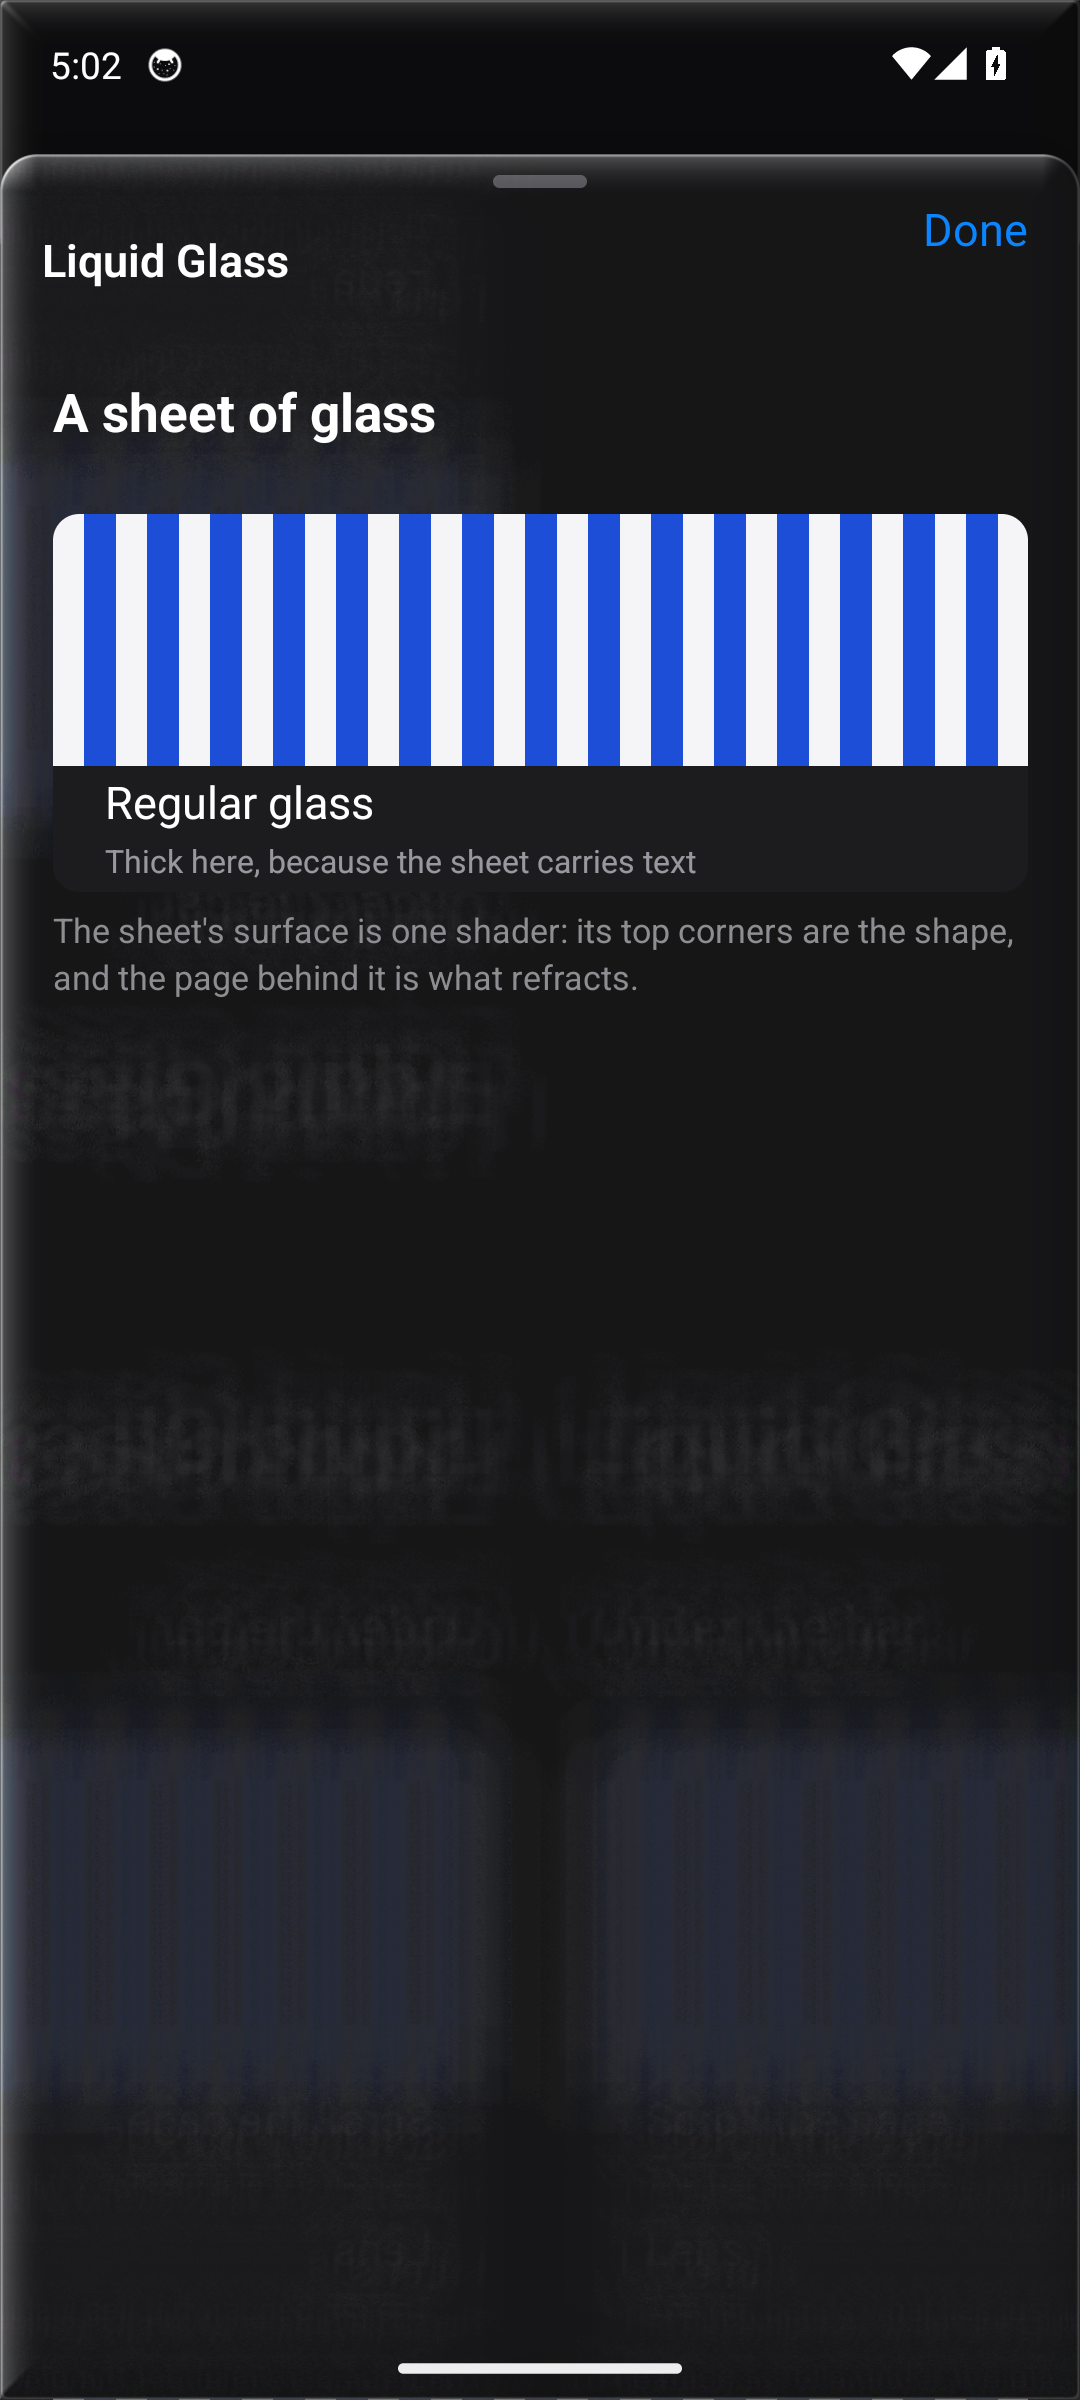 5:02
Done
Liquid Glass
A sheet of glass
Regular glass
Thick here, because the sheet carries text
The sheet's surface is one shader: its top corners are the shape,
and the page behind it is what refracts.